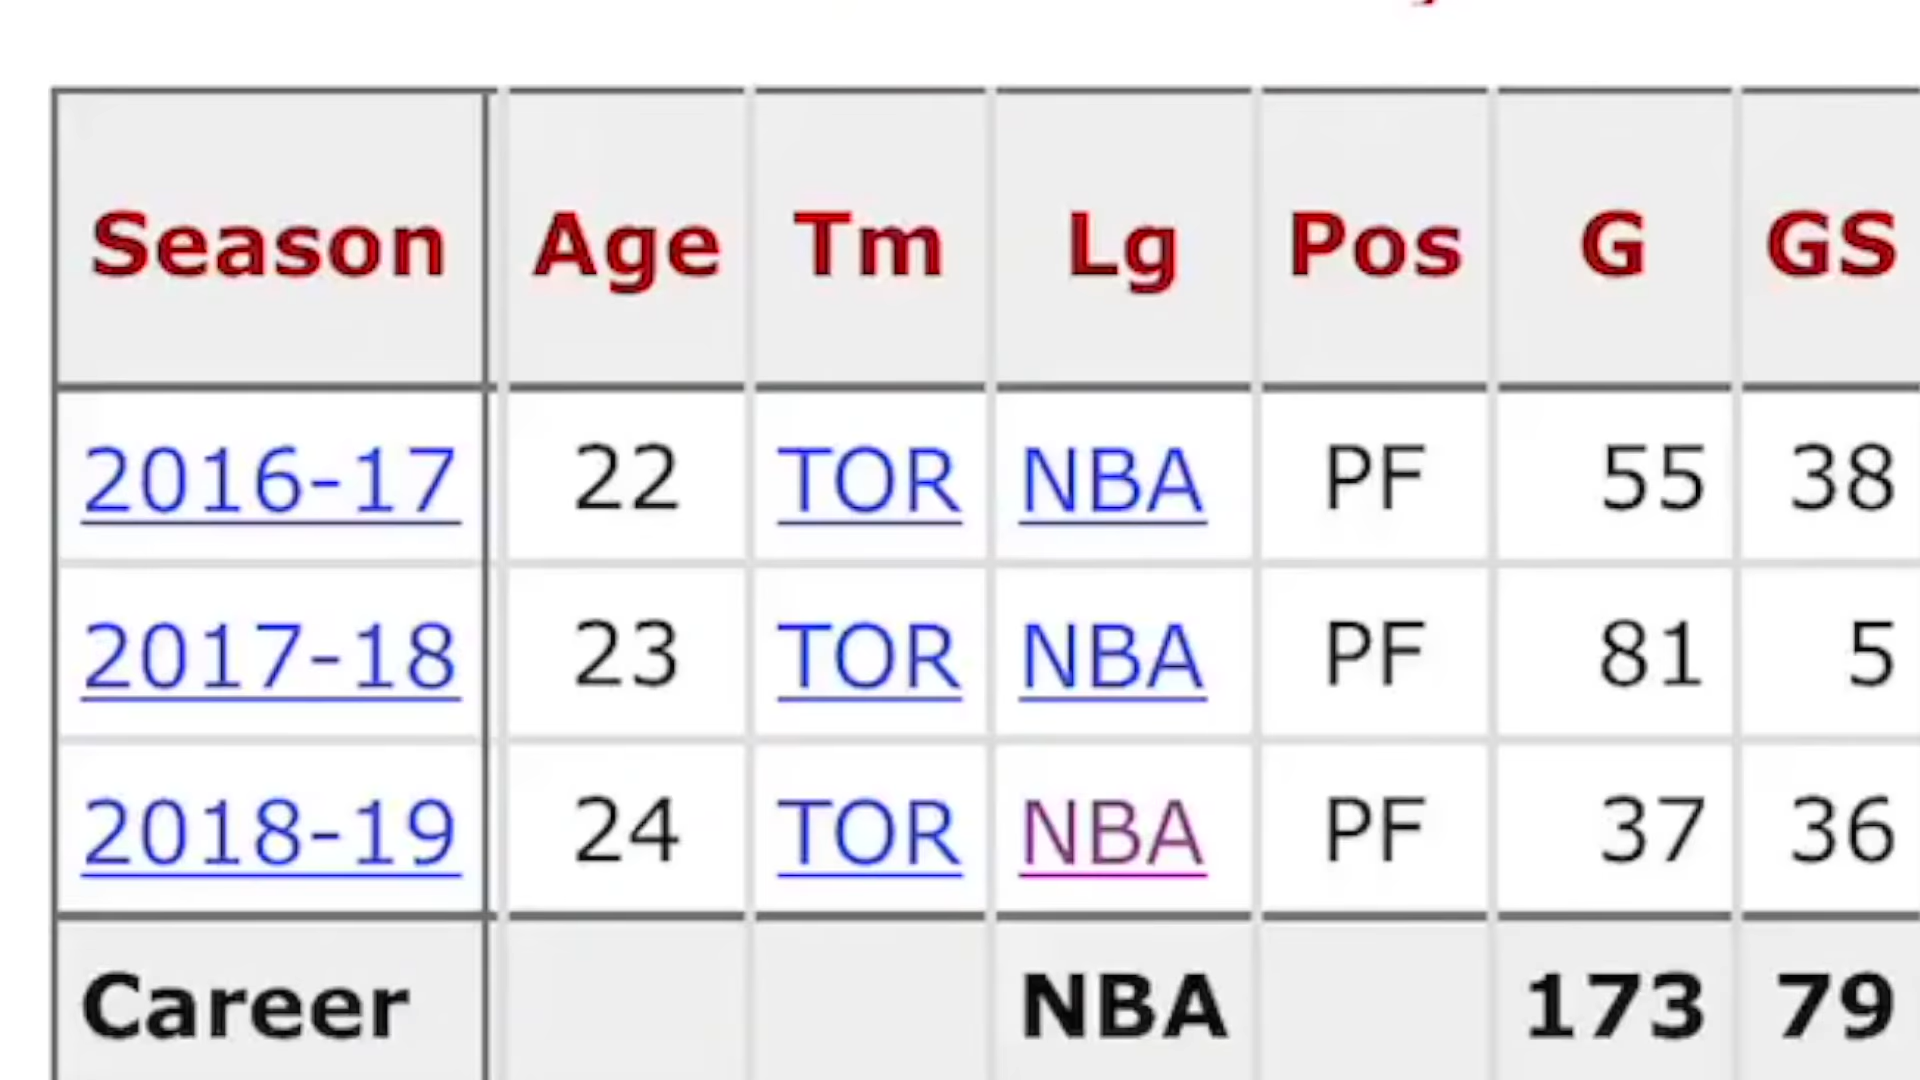 Season Age Tm Lg Pos G GS
2016-17 22 TOR NBA PF 55 38
2017-18 23 TOR NBA PF 81 5
2018-19 24 TOR NBA PF 37 36
Career NBA 173 79